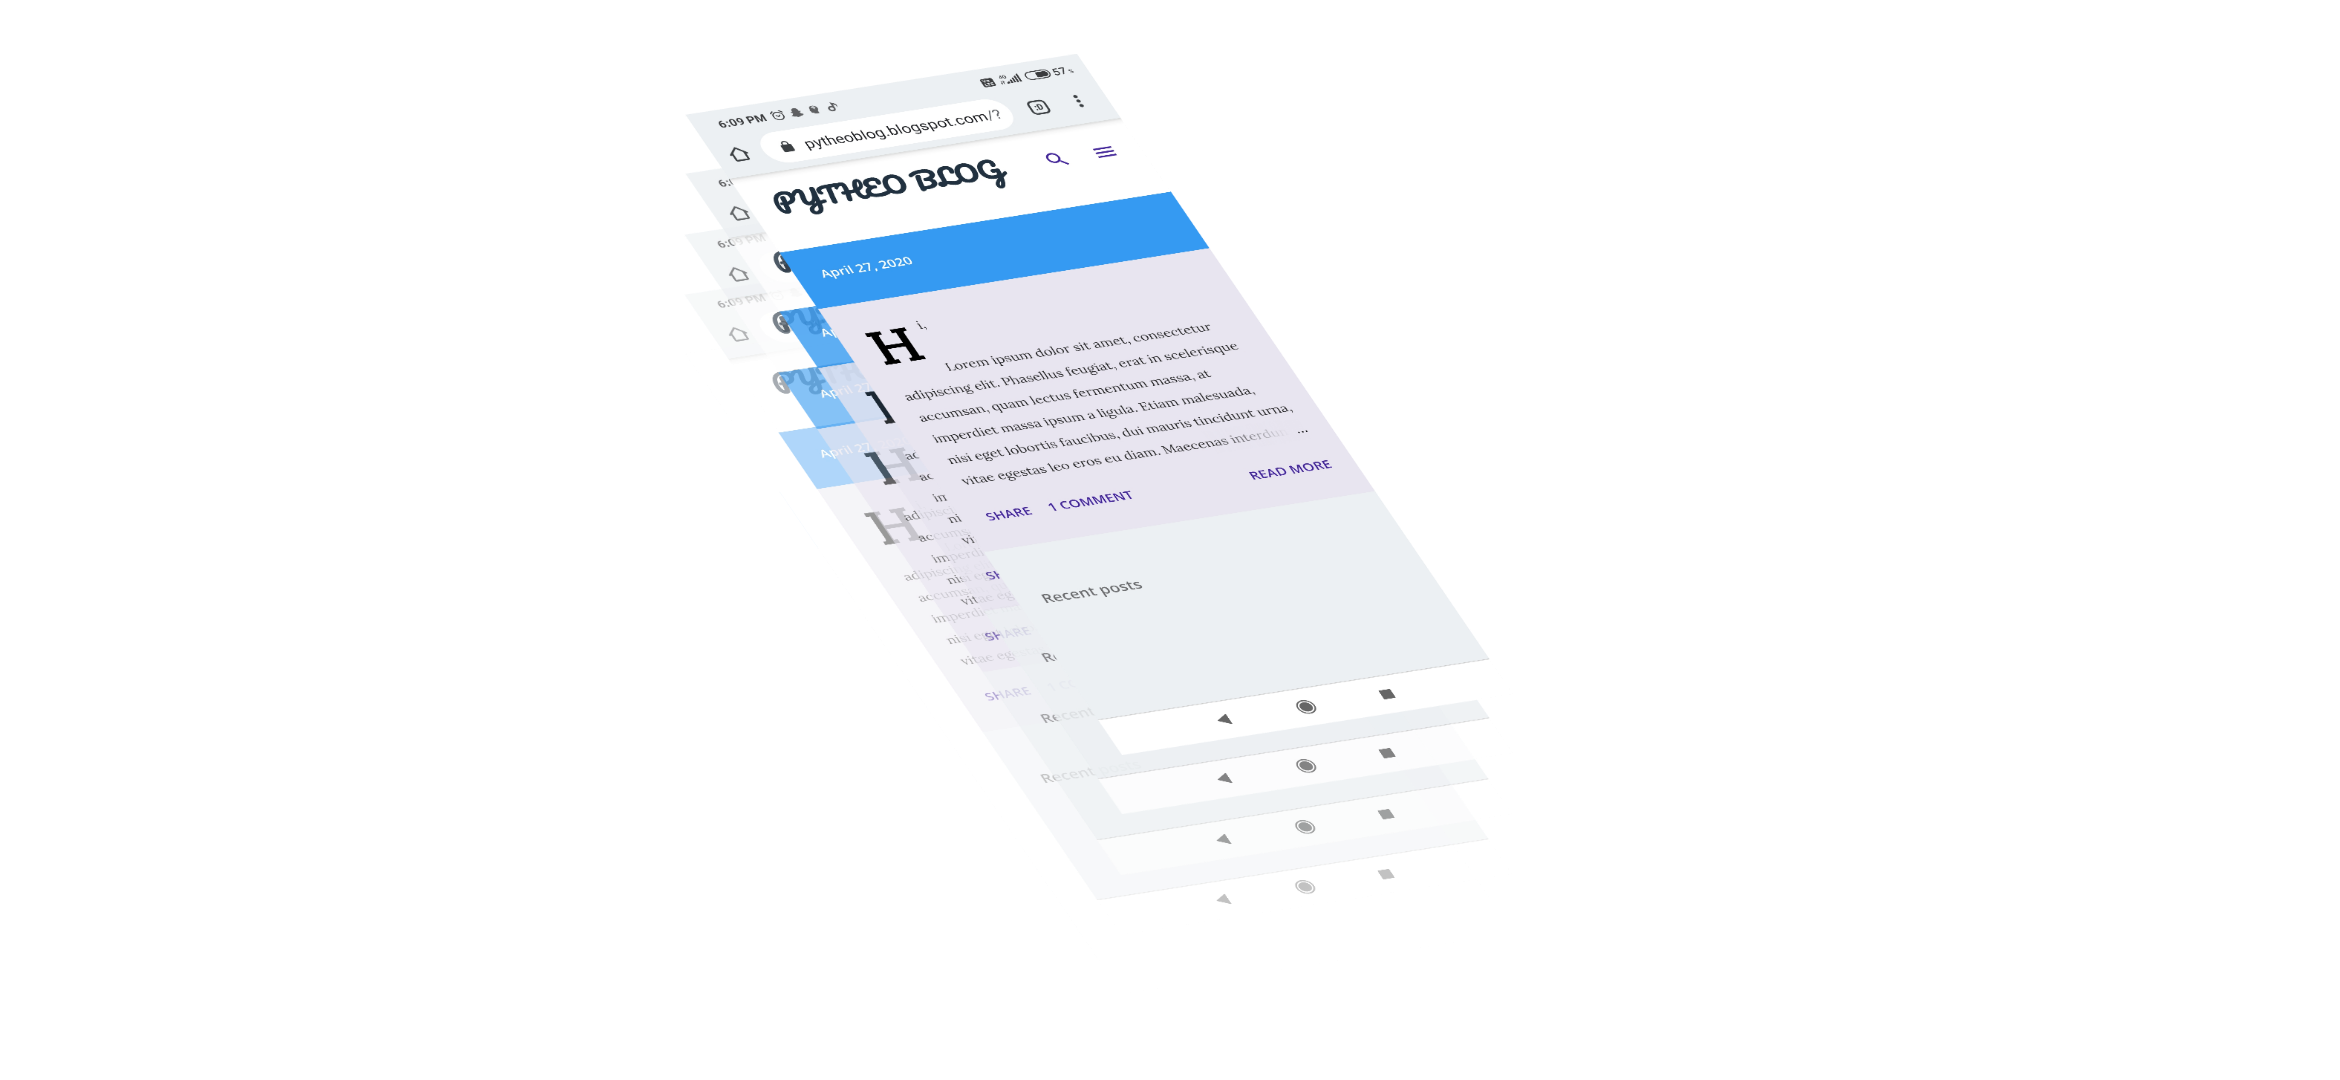 6:09 PM 57
pytheoblog.blogspot.com/?
:D
PYTHEO BLOG
April 27, 2020
Hi,
Lorem ipsum dolor sit amet, consectetur
adipiscing elit. Phasellus feugiat, erat in scelerisque
accumsan, quam lectus fermentum massa, at
imperdiet massa ipsum a ligula. Etiam malesuada,
nisi eget lobortis faucibus, dui mauris tincidunt urna,
vitae egestas leo eros eu diam. Maecenas interdum ...
READ MORE
SHARE 1 COMMENT
Recent posts